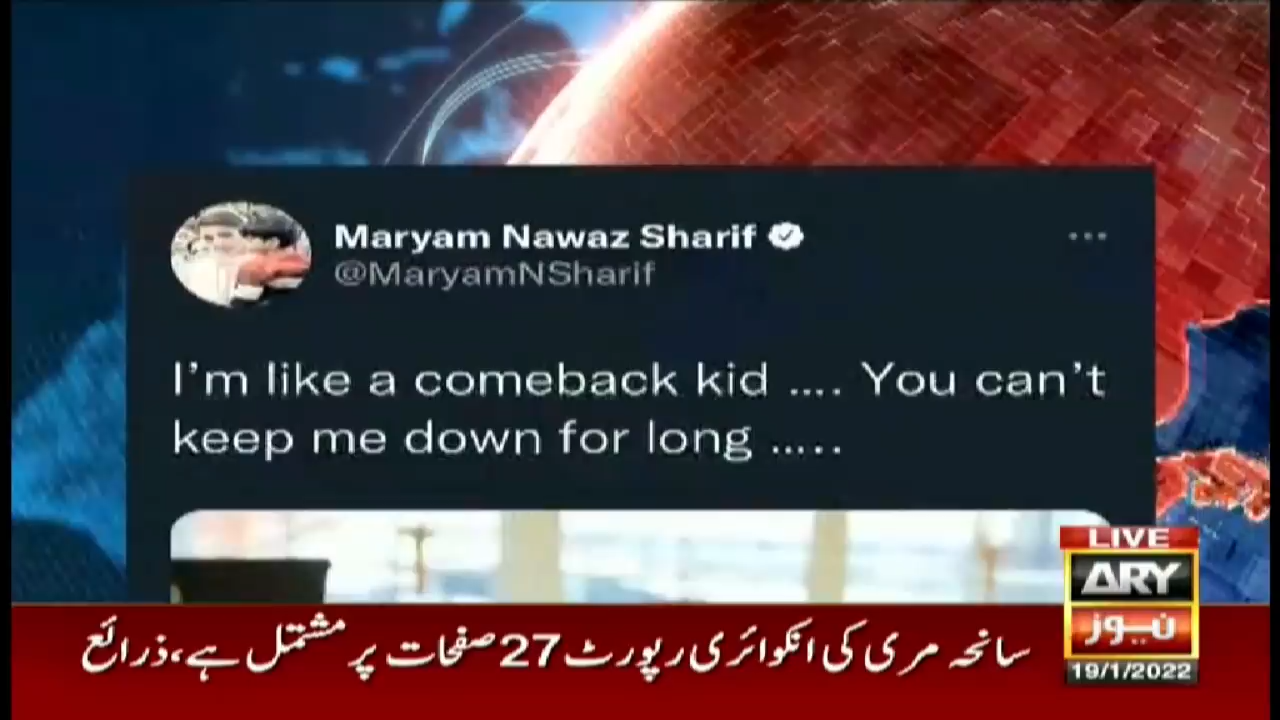 Maryam Nawaz Sharif
@MaryamNSharif
I’m like a comeback kid .... You can’t
keep me down for long .....
LIVE
ARY
نیوز
19/1/2022
سانحہ مری کی انکوائری رپورٹ 27 صفحات پر مشتمل ہے، ذرائع